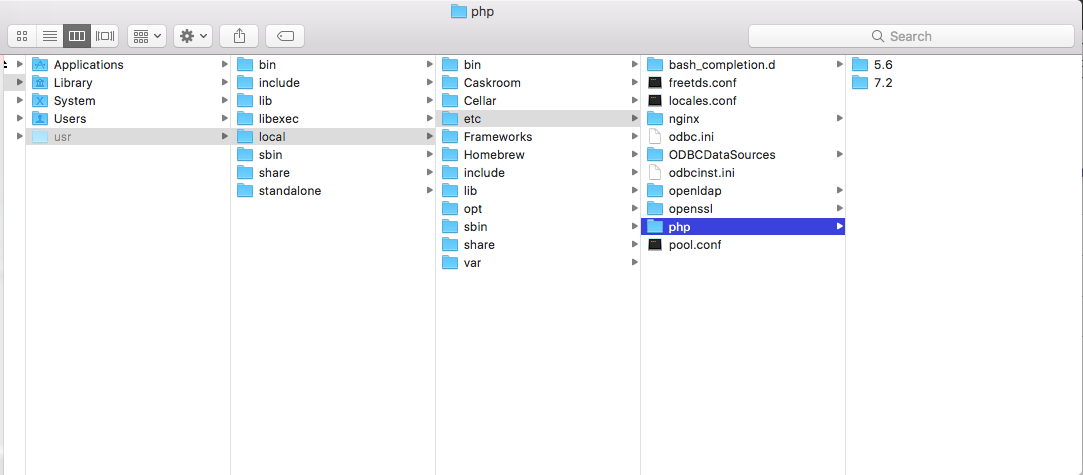 php
Search
Applications
Library
System
Users
usr
bin
include
lib
libexec
local
sbin
share
standalone
bin
Caskroom
Cellar
etc
Frameworks
Homebrew
include
lib
opt
sbin
share
var
bash_completion.d
freetds.conf
locales.conf
nginx
odbc.ini
ODBCDataSources
odbcinst.ini
openldap
openssl
php
pool.conf
5.6
7.2